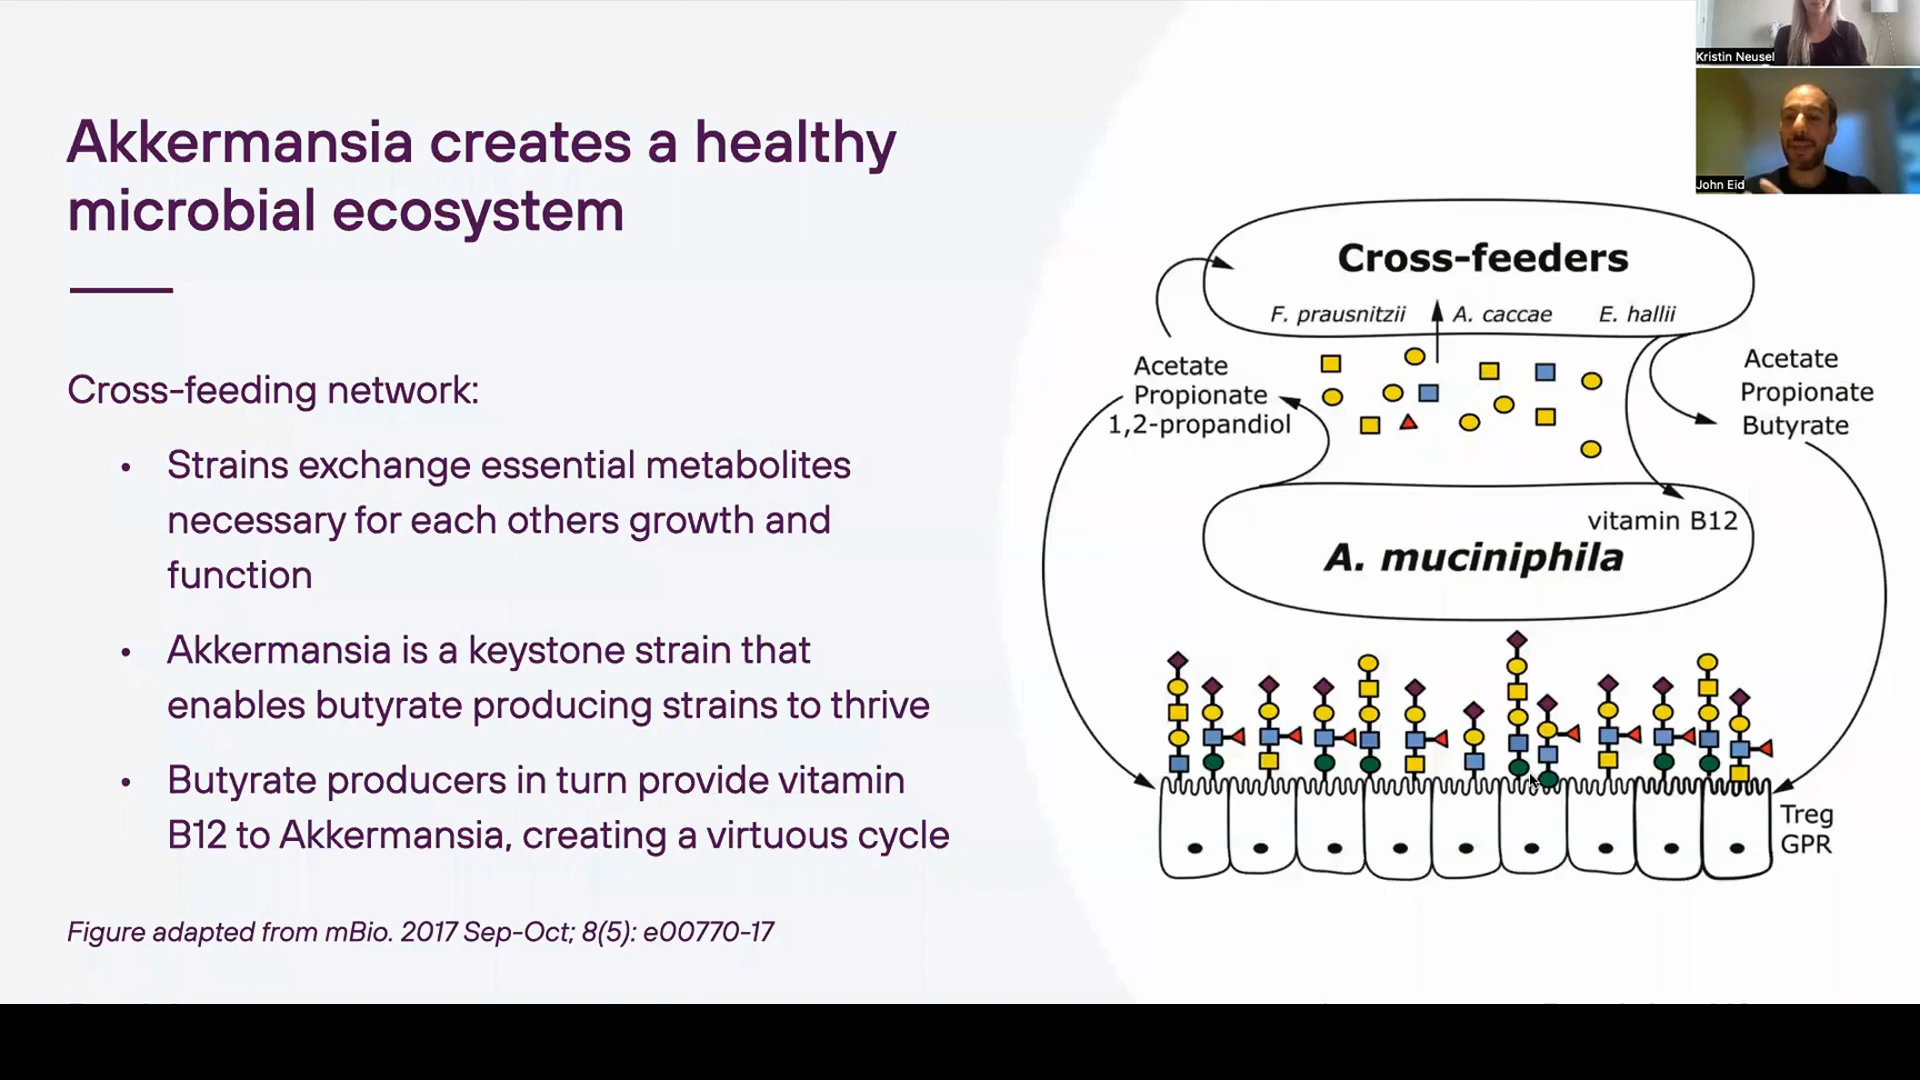 Akkermansia creates a healthy
microbial ecosystem
Cross-feeding network:
• Strains exchange essential metabolites
necessary for each others growth and
function
• Akkermansia is a keystone strain that
enables butyrate producing strains to thrive
• Butyrate producers in turn provide vitamin
B12 to Akkermansia, creating a virtuous cycle
Figure adapted from mBio. 2017 Sep-Oct; 8(5): e00770-17
Kristin Neusel
John Eid
Cross-feeders
F. prausnitzii A. caccae E. hallii
Acetate
Propionate
1,2-propandiol
Acetate
Propionate
Butyrate
vitamin B12
A. muciniphila
Treg
GPR